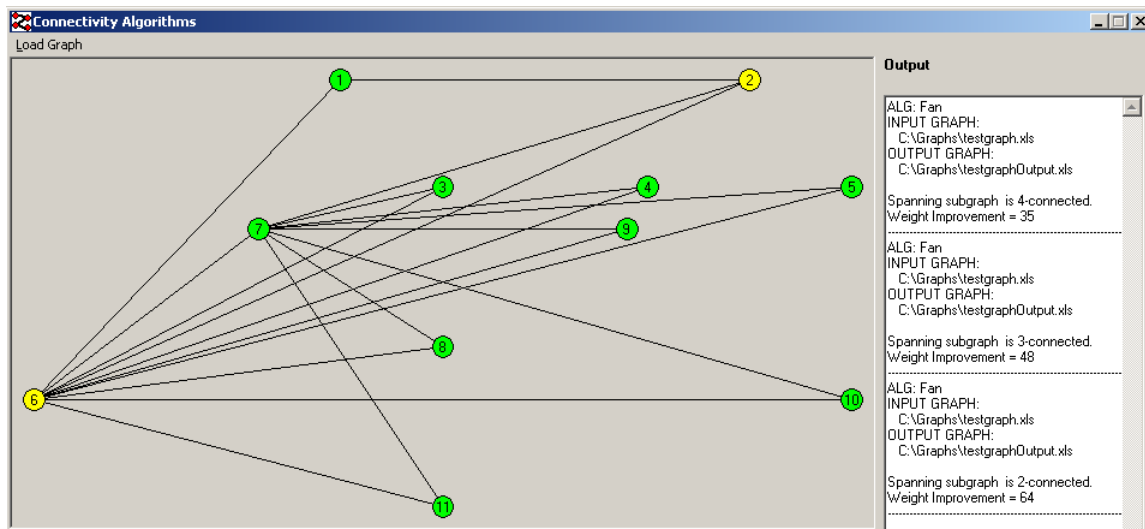 Connectivity Algorithms
Load Graph
Output
1
2
3
4
5
7
9
8
6
10
11
ALG: Fan
INPUT GRAPH:
C:\Graphs\testgraph.xls
OUTPUT GRAPH:
C:\Graphs\testgraphOutput.xls
Spanning subgraph is 4-connected.
Weight Improvement = 35
ALG: Fan
INPUT GRAPH:
C:\Graphs\testgraph.xls
OUTPUT GRAPH:
C:\Graphs\testgraphOutput.xls
Spanning subgraph is 3-connected.
Weight Improvement = 48
ALG: Fan
INPUT GRAPH:
C:\Graphs\testgraph.xls
OUTPUT GRAPH:
C:\Graphs\testgraphOutput.xls
Spanning subgraph is 2-connected.
Weight Improvement = 64